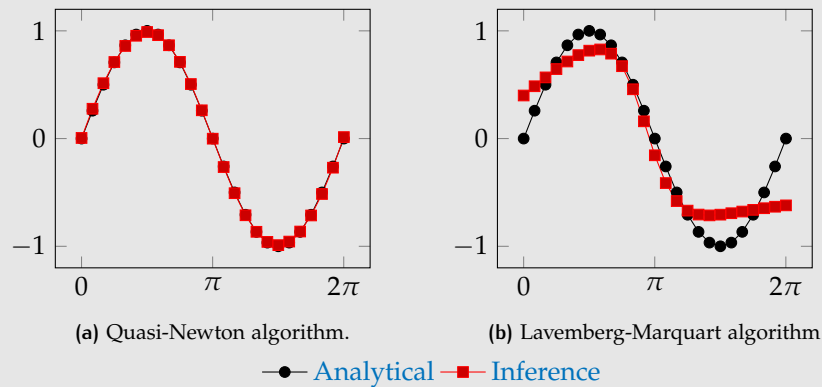 1
0
−1
0
π
2π
1
0
−1
0
π
2π
(a) Quasi-Newton algorithm.
(b) Lavemberg-Marquart algorithm
Analytical Inference